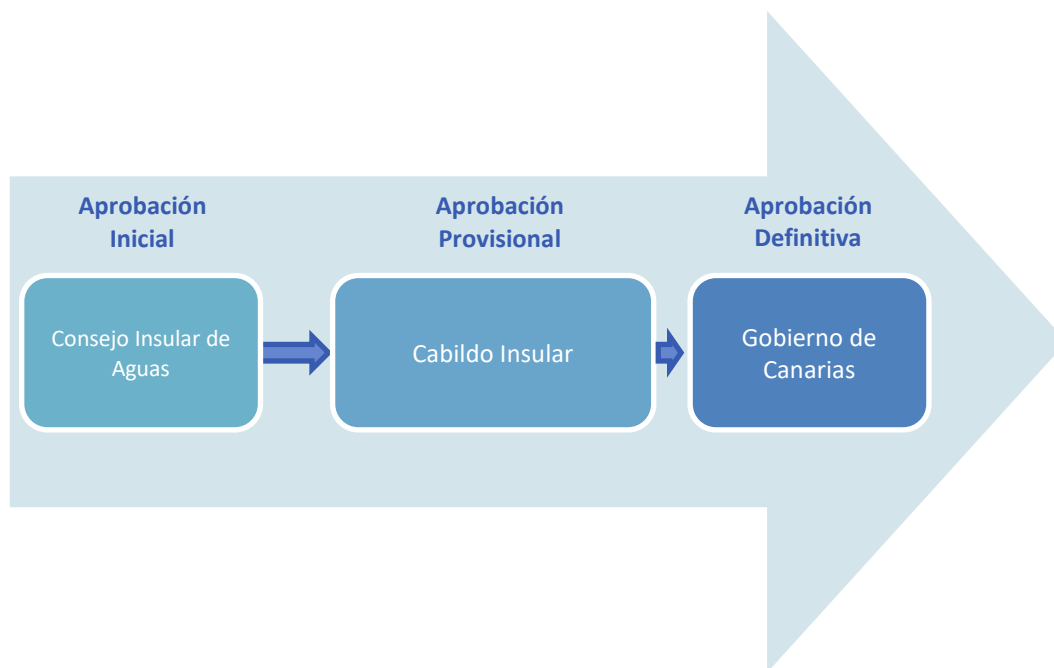 Aprobación
Inicial
Aprobación
Provisional
Aprobación
Definitiva
Consejo Insular de
Aguas
Cabildo Insular
Gobierno de
Canarias